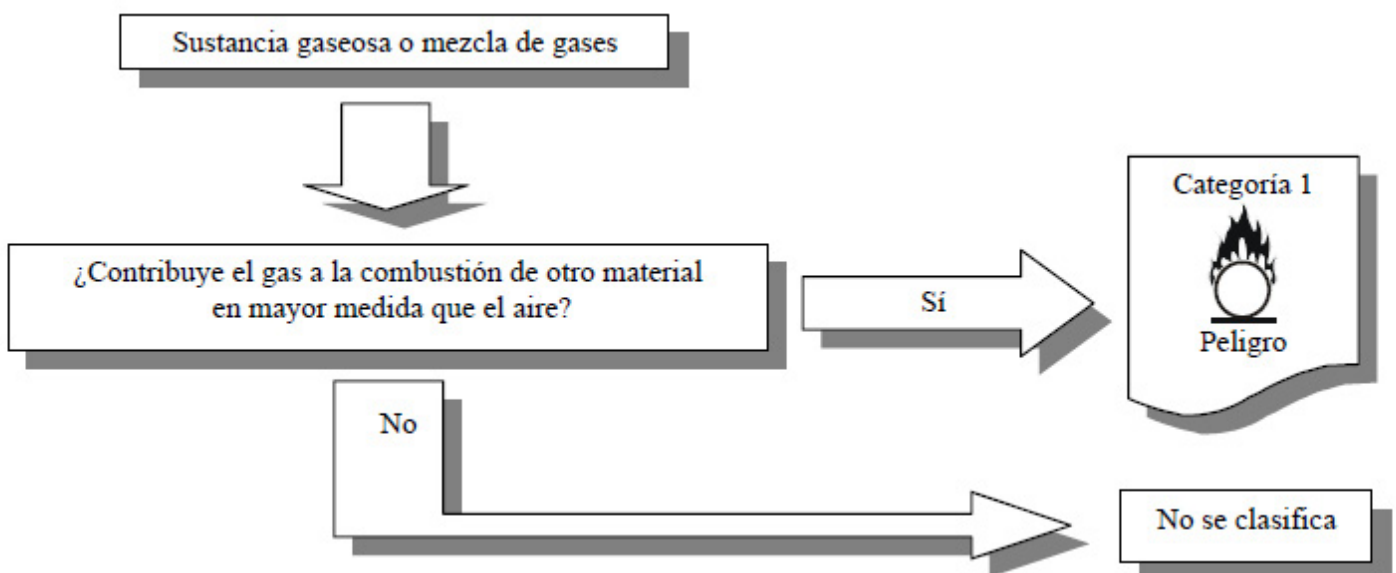 Sustancia gaseosa o mezcla de gases
¿Contribuye el gas a la combustión de otro material
en mayor medida que el aire?
Sí
Categoría 1
Peligro
No
No se clasifica